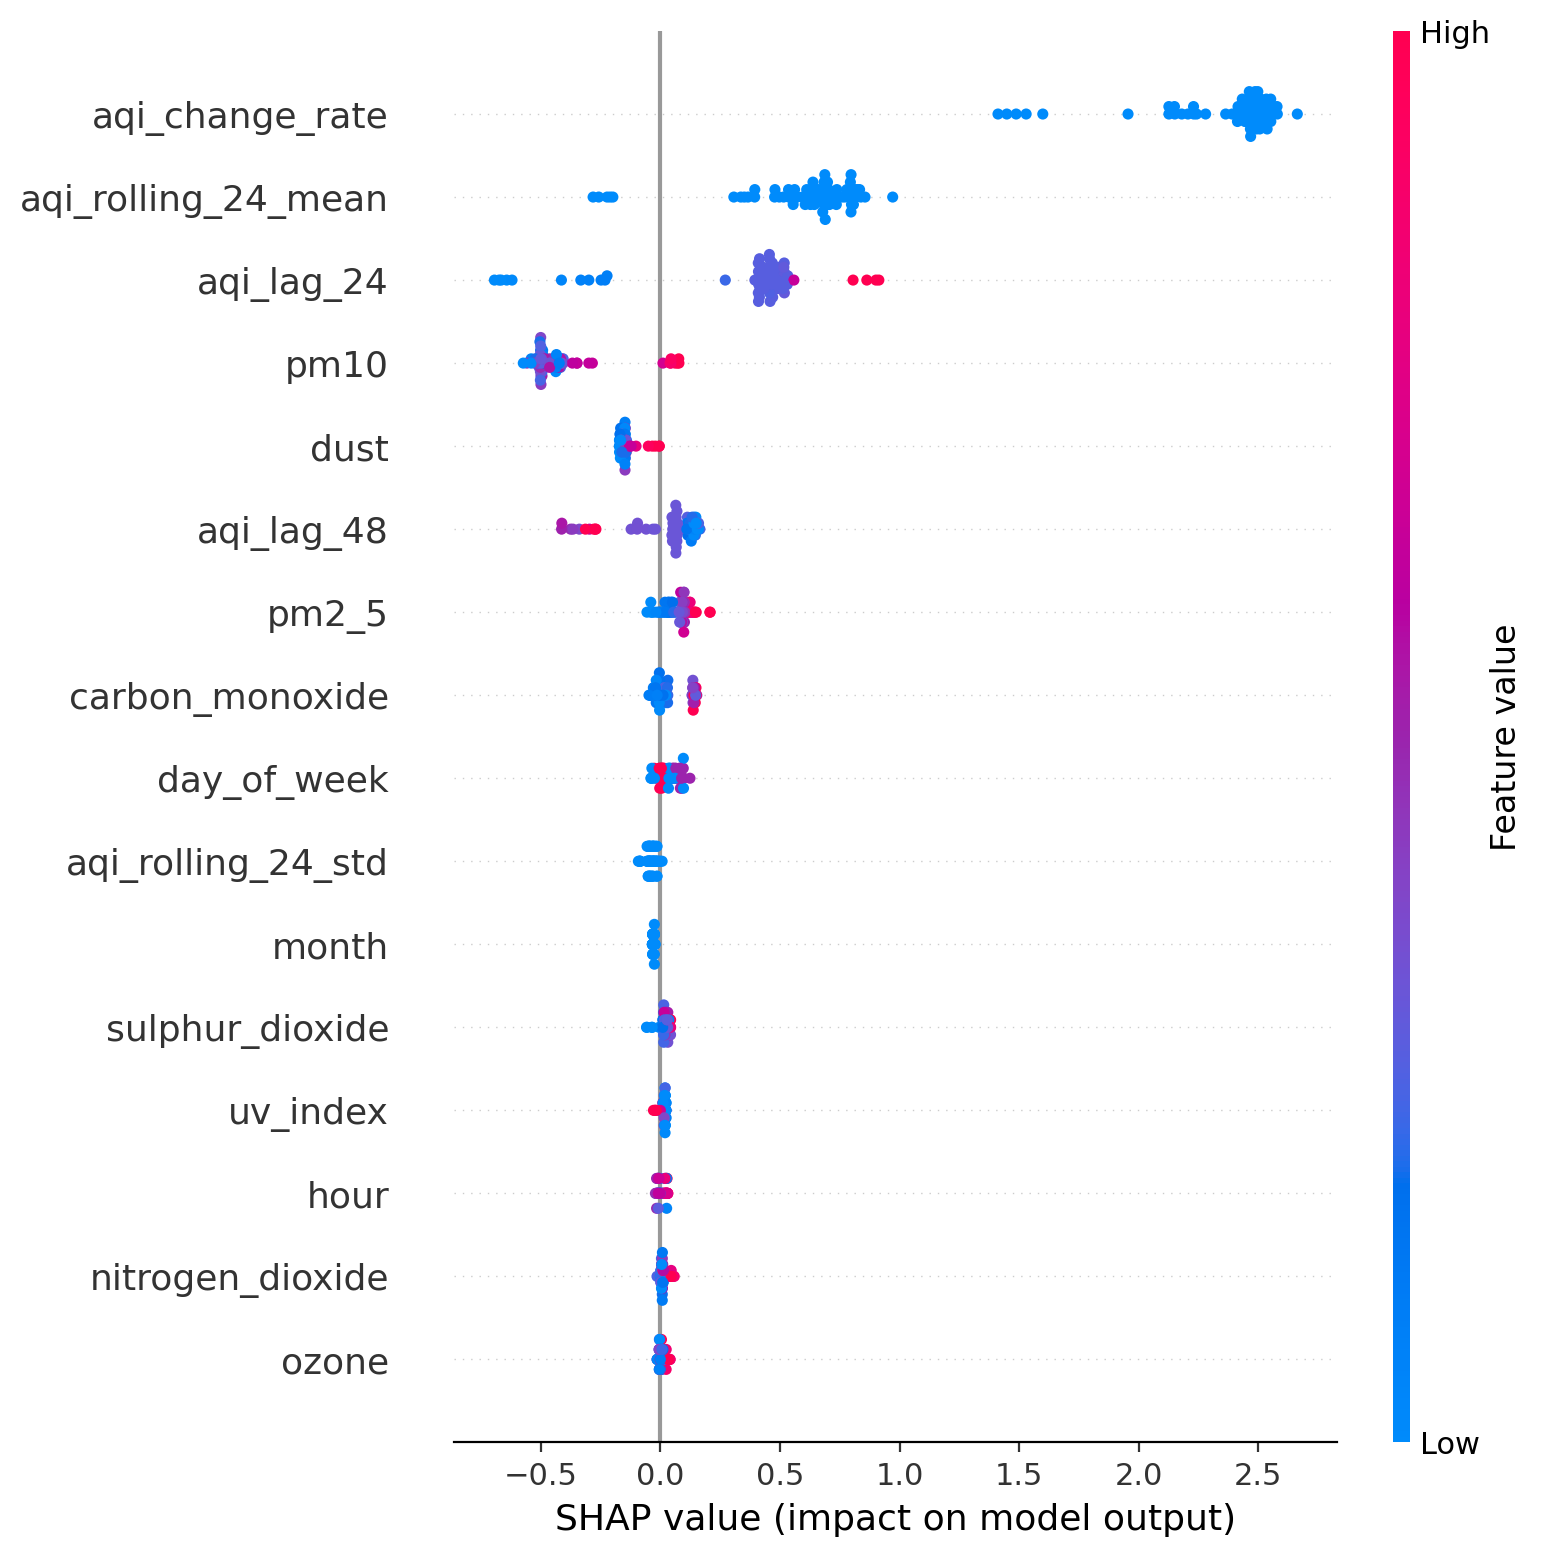 High
aqi_change_rate
aqi_rolling_24_mean
aqi_lag_24
pm10
dust
aqi_lag_48
pm2_5
carbon_monoxide
day_of_week
aqi_rolling_24_std
month
sulphur_dioxide
uv_index
hour
nitrogen_dioxide
ozone
Feature value
Low
−0.5 0.0 0.5 1.0 1.5 2.0 2.5
SHAP value (impact on model output)